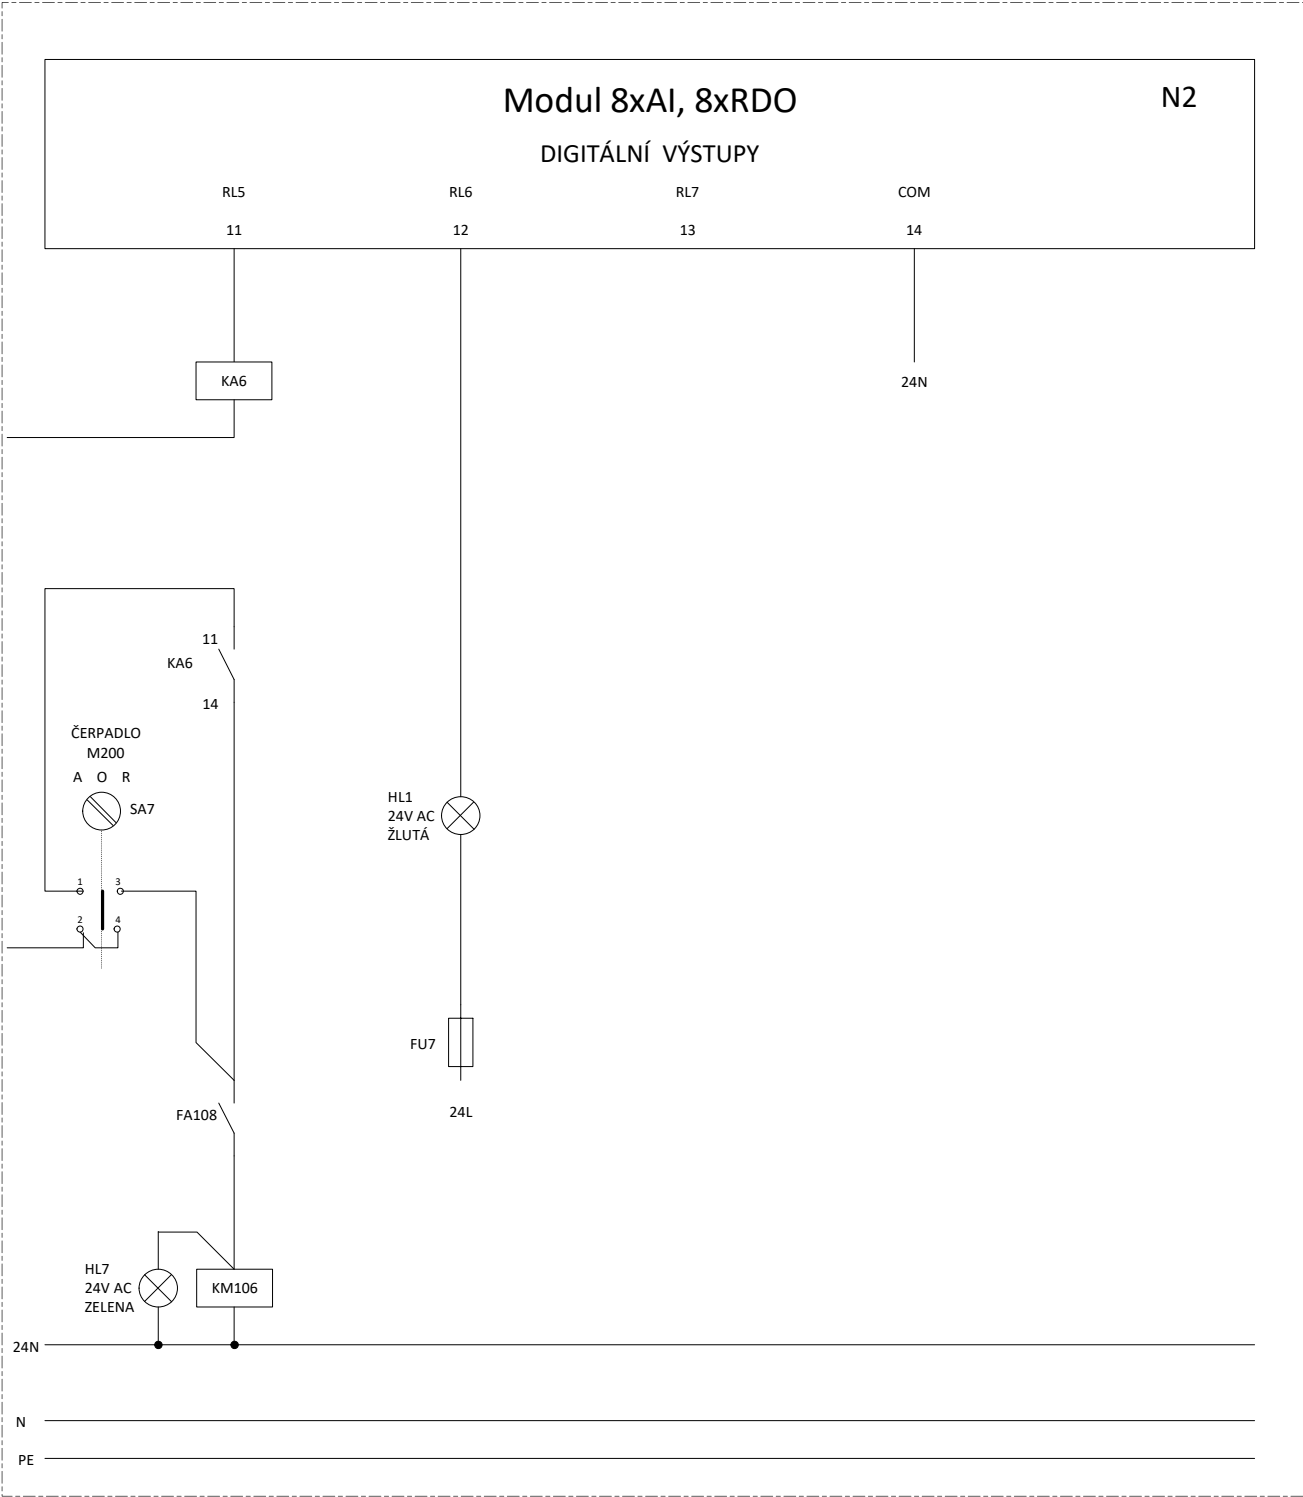 Modul 8xAI, 8xRDO
N2
DIGITÁLNÍ VÝSTUPY
RL5
RL6
RL7
COM
11
12
13
14
KA6
24N
11
KA6
14
ČERPADLO
M200
A O R
SA7
HL1
24V AC
ŽLUTÁ
1
3
2
4
FU7
24L
FA108
HL7
24V AC
ZELENA
KM106
24N
N
PE